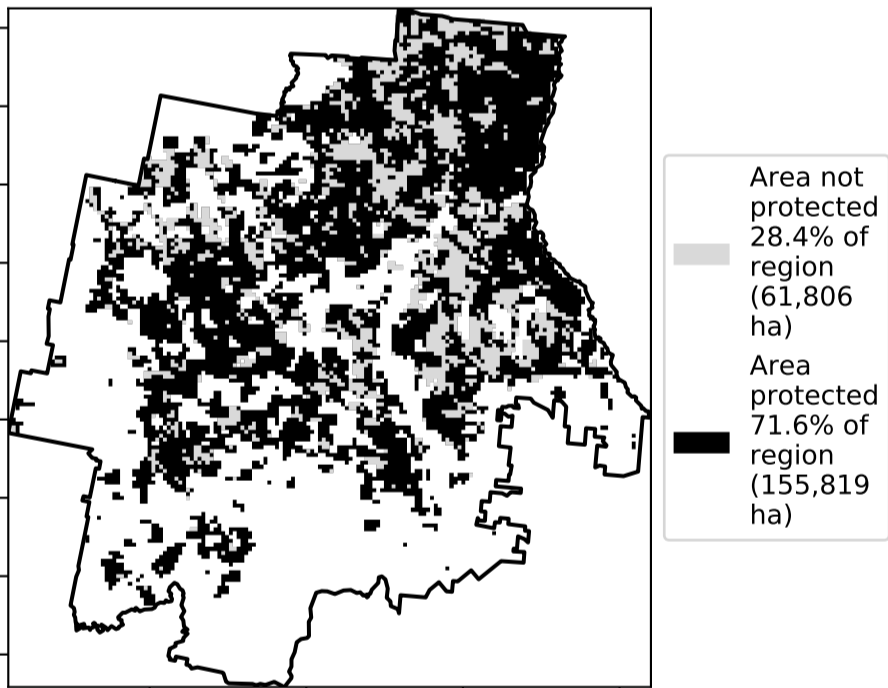 Area not
protected
28.4% of
region
(61,806
ha)
Area
protected
71.6% of
region
(155,819
ha)